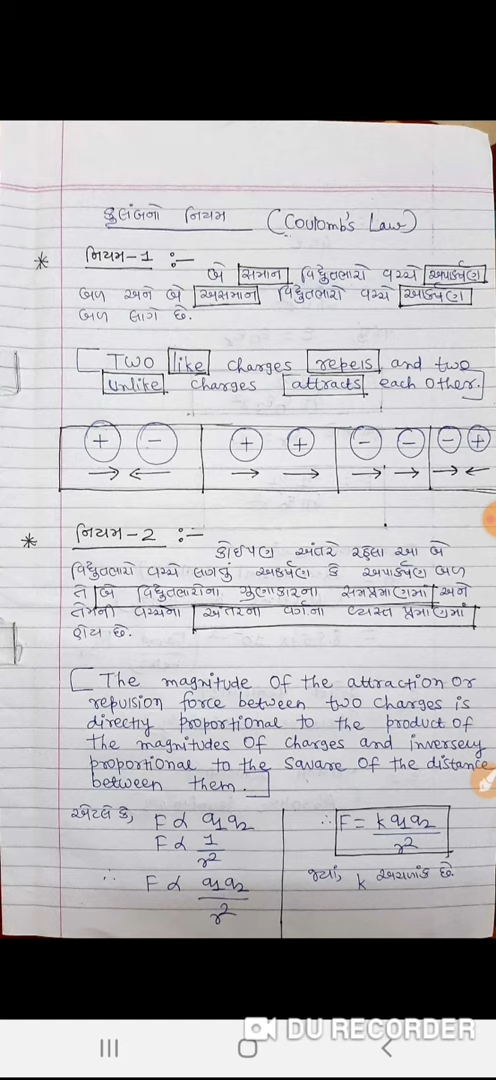 કુલંબનો નિયમ (Coulomb's Law)
* નિયમ-1 :-
બે સમાન વિદ્યુતભારો વચ્ચે અપાકર્ષણ
બળ અને બે અસમાન વિદ્યુતભારો વચ્ચે આકર્ષણ
બળ લાગે છે.
[ Two like charges repels and two
unlike charges attracts each other. ]
+ - + + - - - +
→ ← → → → → → ←
* નિયમ-2 :-
કોઈપણ અંતરે રહેલા આ બે
વિદ્યુતભારો વચ્ચે લાગતું આકર્ષણ કે અપાકર્ષણ બળ
તે બે વિદ્યુતભારોના ગુણાકારના સમપ્રમાણમાં અને
તેમની વચ્ચેના અંતરના વર્ગના વ્યસ્ત પ્રમાણમાં
હોય છે.
[ The magnitude of the attraction or
repulsion force between two charges is
directly proportional to the product of
the magnitudes of charges and inversely
proportional to the savare of the distance
between them. ]
એટલે કે, F ∝ q1q2
F ∝ 1/r²
∴ F ∝ q1q2/r²
∴ F = kq1q2/r²
જ્યાં, k અચળાંક છે.
DU RECORDER